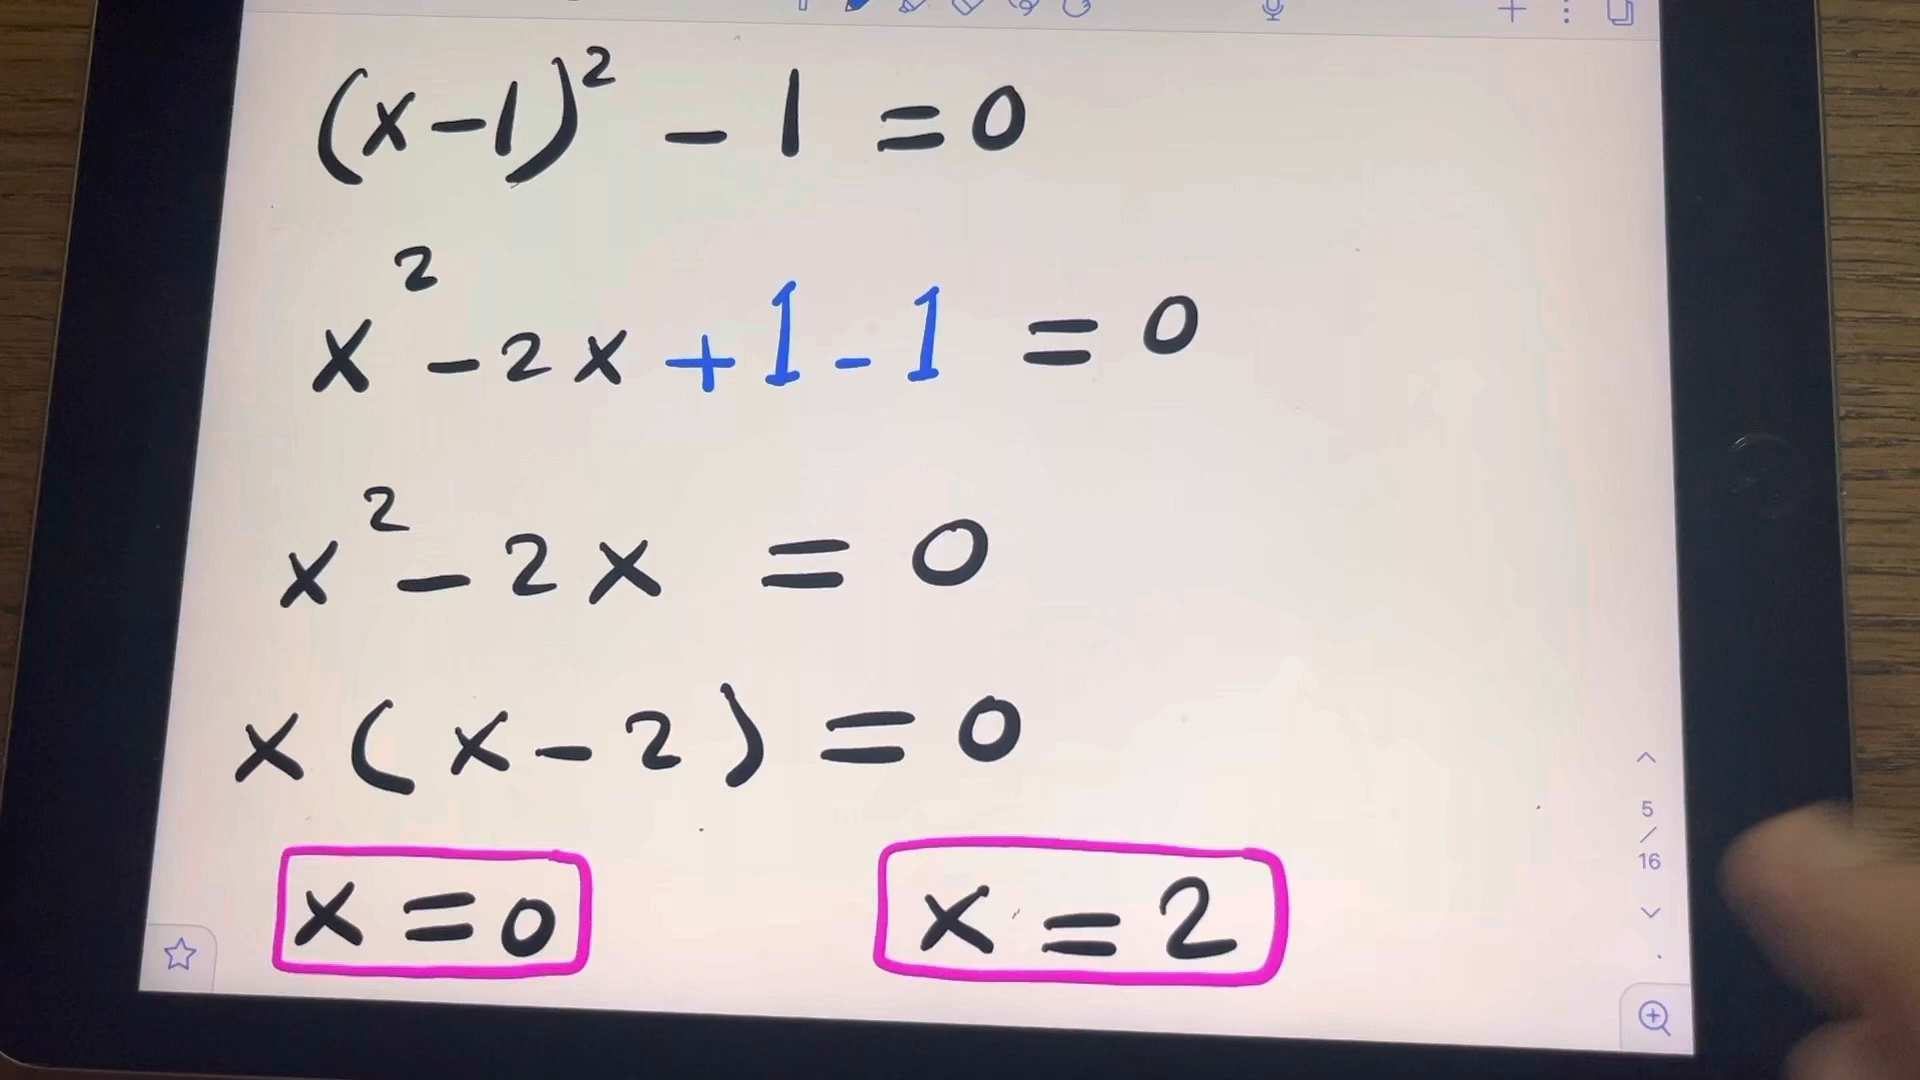 (x-1)² - 1 = 0
x² - 2x + 1 - 1 = 0
x² - 2x = 0
x(x-2) = 0
x = 0
x = 2
5
/
16